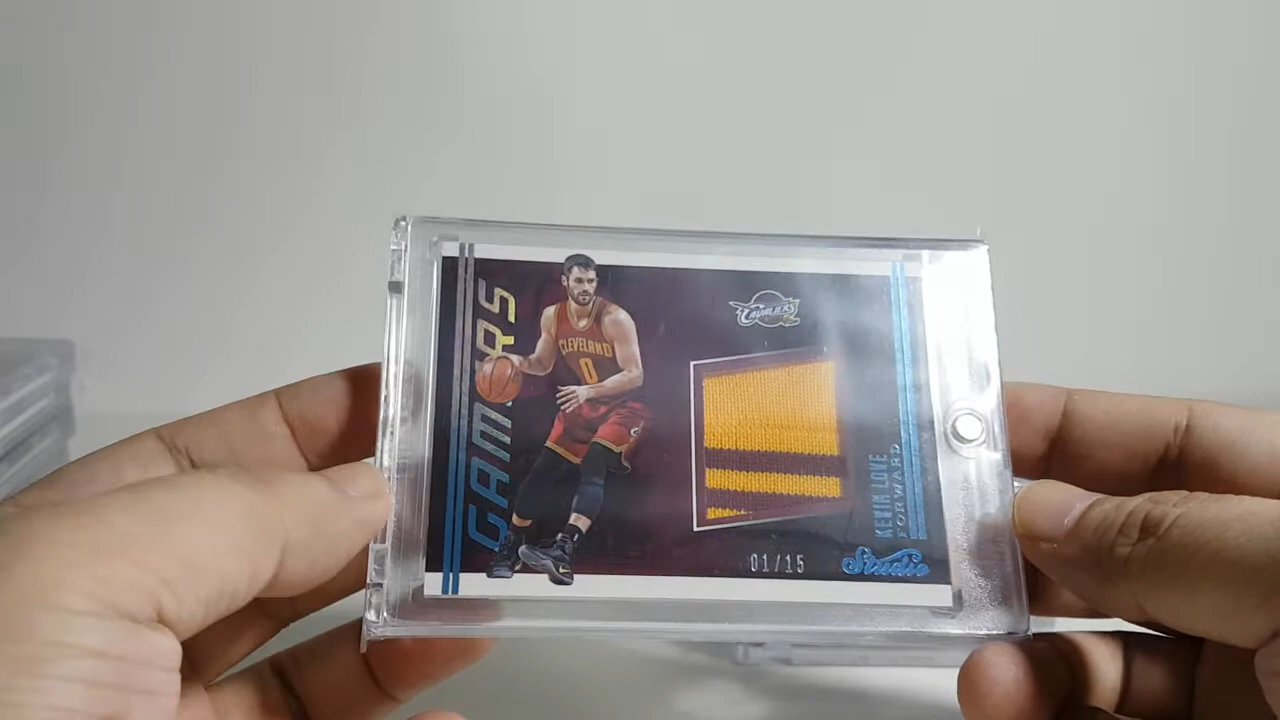 GAMERS
CLEVELAND
0
CAVALIERS
KEVIN LOVE
FORWARD
01/15
Studio